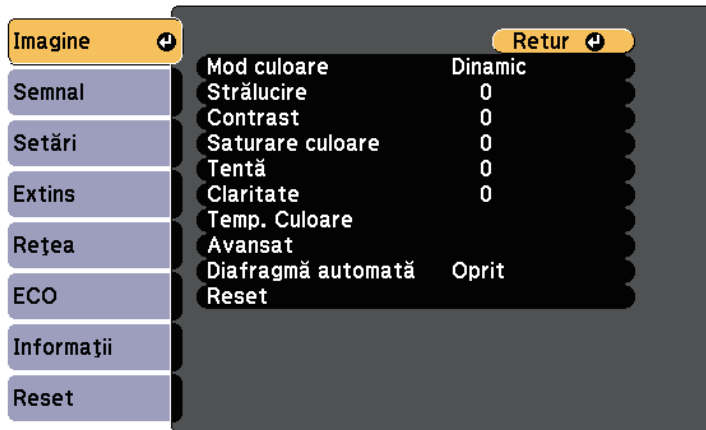 Imagine
Semnal
Setări
Extins
Reţea
ECO
Informaţii
Reset
Retur
Mod culoare Dinamic
Strălucire 0
Contrast 0
Saturare culoare 0
Tentă 0
Claritate 0
Temp. Culoare
Avansat
Diafragmă automată Oprit
Reset